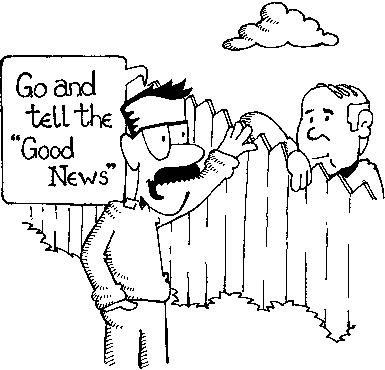 Go and
tell the
"Good
News"